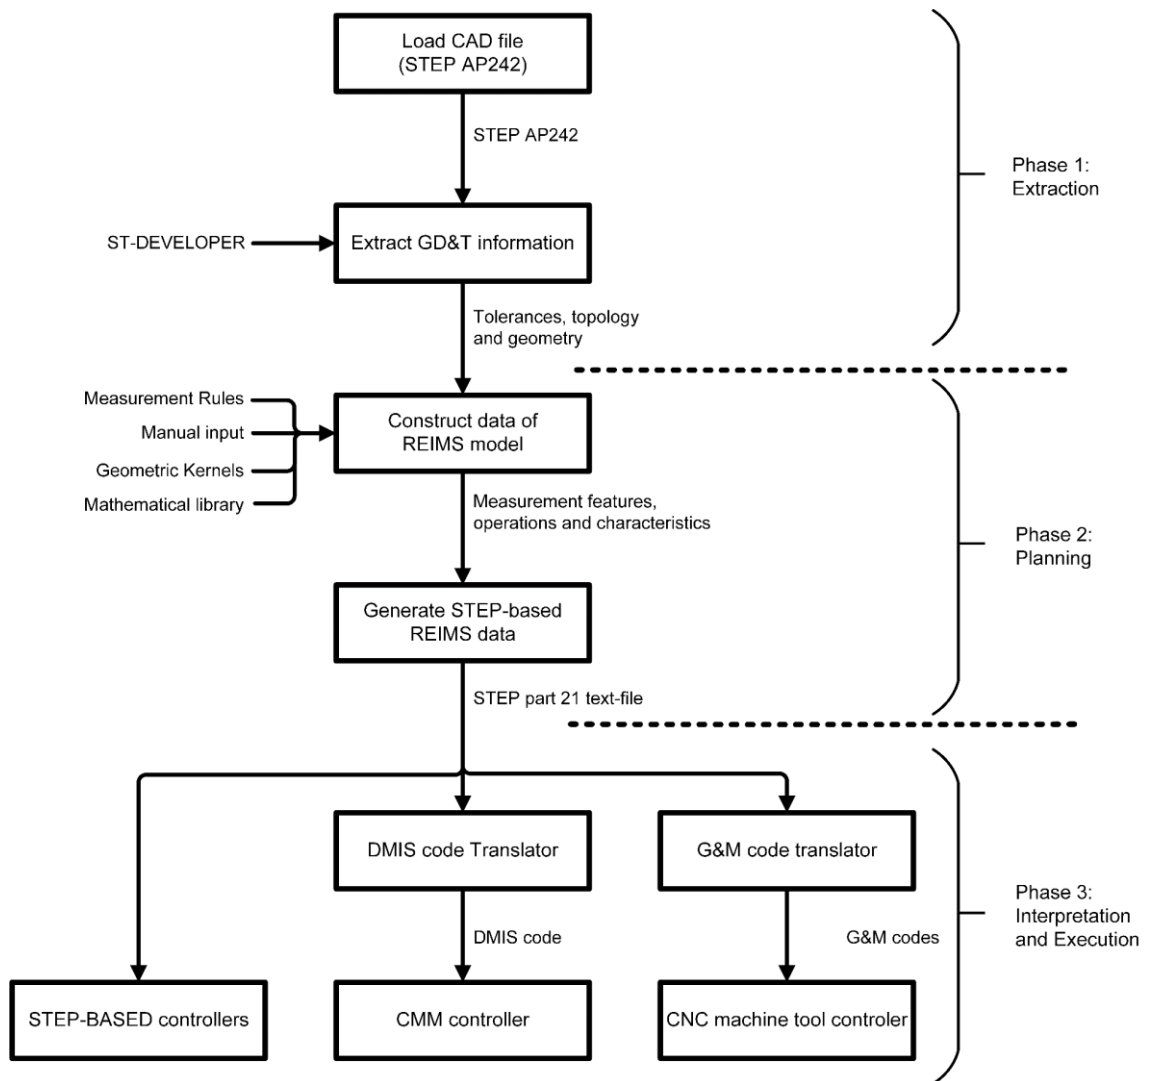 Load CAD file
(STEP AP242)
STEP AP242
Phase 1:
Extraction
ST-DEVELOPER
Extract GD&T information
Tolerances, topology
and geometry
Measurement Rules
Manual input
Geometric Kernels
Mathematical library
Construct data of
REIMS model
Measurement features,
operations and characteristics
Phase 2:
Planning
Generate STEP-based
REIMS data
STEP part 21 text-file
DMIS code Translator
G&M code translator
Phase 3:
Interpretation
and Execution
DMIS code
G&M codes
STEP-BASED controllers
CMM controller
CNC machine tool controler